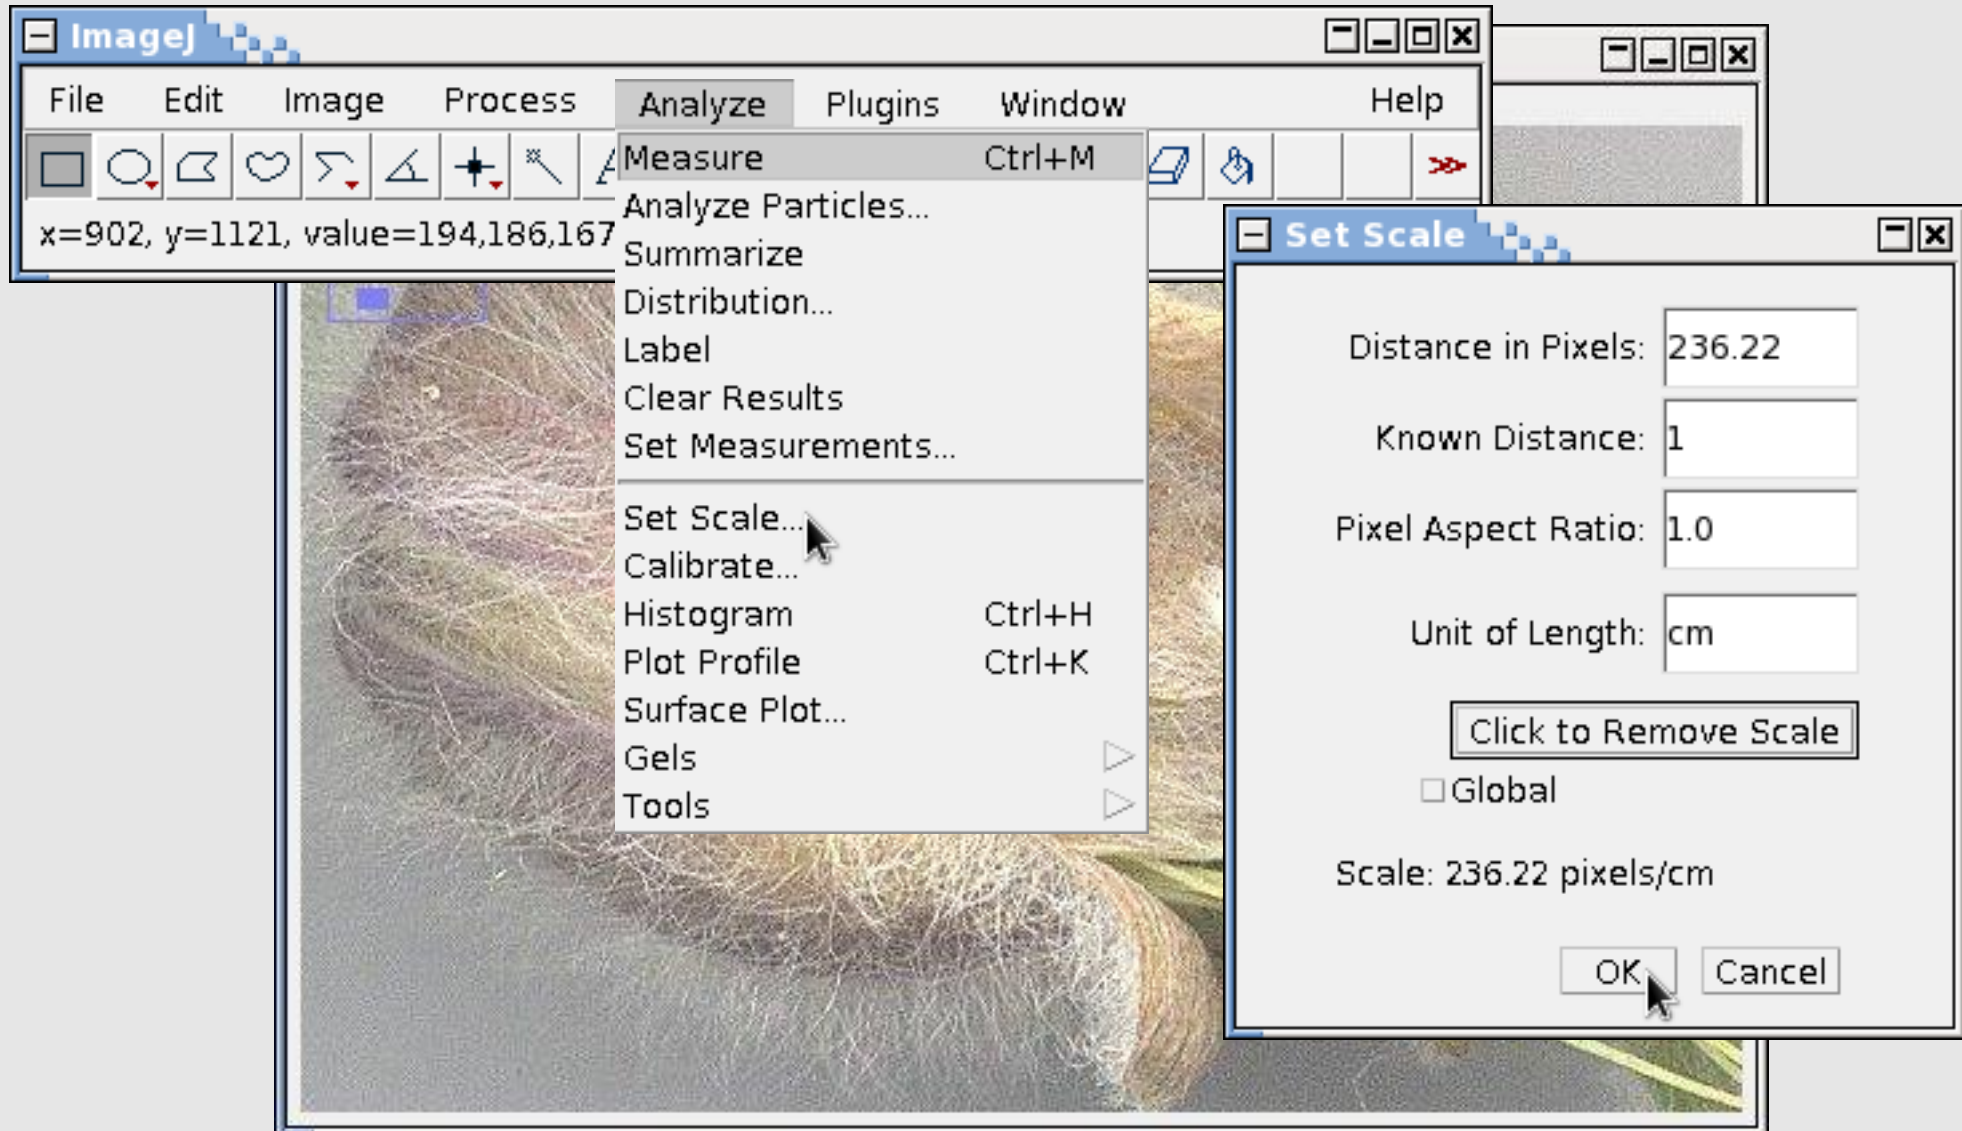 ImageJ
File Edit Image Process Analyze Plugins Window Help
x=902, y=1121, value=194,186,167
Measure Ctrl+M
Analyze Particles...
Summarize
Distribution...
Label
Clear Results
Set Measurements...
Set Scale...
Calibrate...
Histogram Ctrl+H
Plot Profile Ctrl+K
Surface Plot...
Gels
Tools
Set Scale
Distance in Pixels: 236.22
Known Distance: 1
Pixel Aspect Ratio: 1.0
Unit of Length: cm
Click to Remove Scale
Global
Scale: 236.22 pixels/cm
OK Cancel